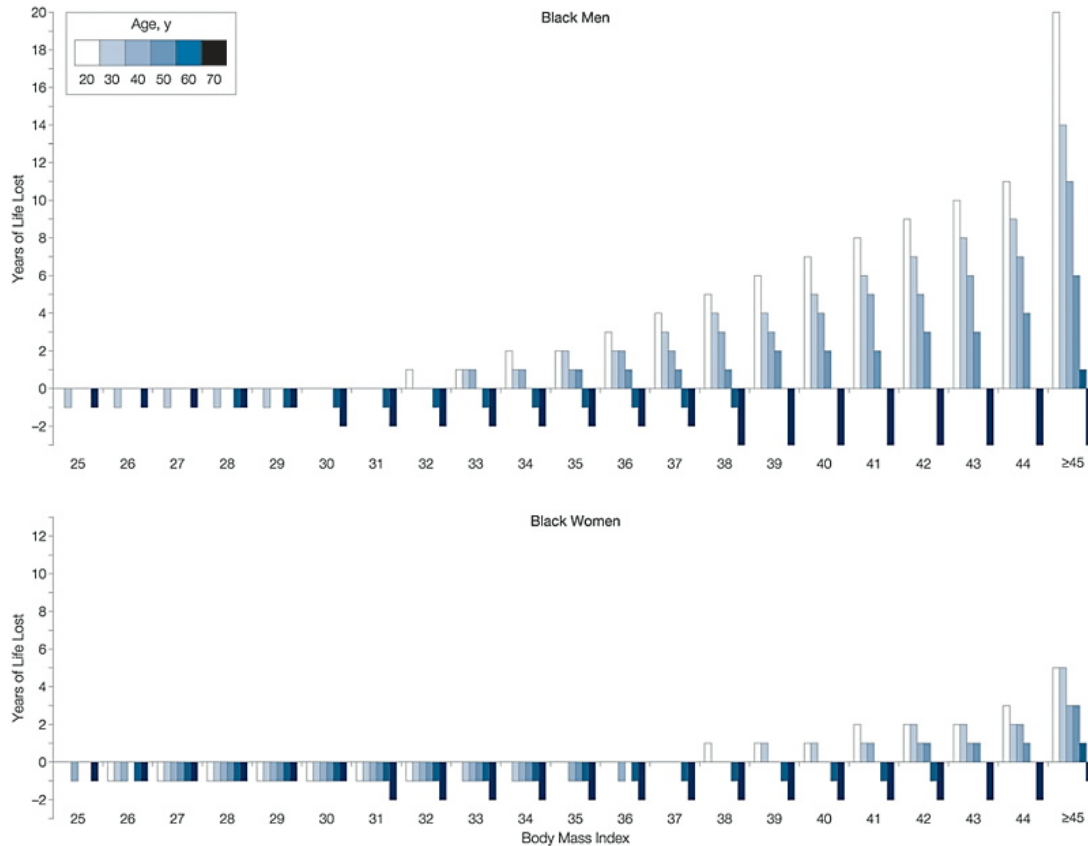 Black Men
Age, y
20 30 40 50 60 70
20
18
16
14
12
10
8
6
4
2
0
−2
Years of Life Lost
25 26 27 28 29 30 31 32 33 34 35 36 37 38 39 40 41 42 43 44 ≥45
Black Women
12
10
8
6
4
2
0
−2
Years of Life Lost
25 26 27 28 29 30 31 32 33 34 35 36 37 38 39 40 41 42 43 44 ≥45
Body Mass Index